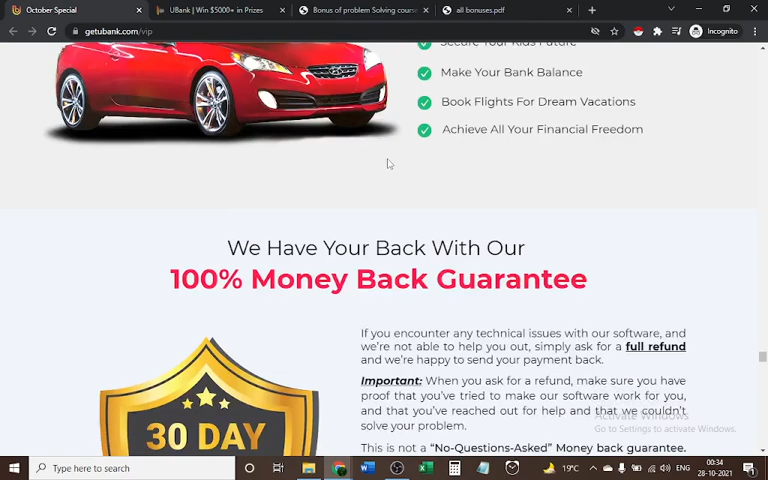 October Special
UBank | Win $5000+ in Prizes
Bonus of problem Solving course
all bonuses.pdf
getubank.com/vip
Incognito
Secure Your Kids Future
Make Your Bank Balance
Book Flights For Dream Vacations
Achieve All Your Financial Freedom
We Have Your Back With Our
100% Money Back Guarantee
If you encounter any technical issues with our software, and
we're not able to help you out, simply ask for a full refund
and we're happy to send your payment back.
Important: When you ask for a refund, make sure you have
proof that you've tried to make our software work for you,
and that you've reached out for help and that we couldn't
solve your problem.
This is not a "No-Questions-Asked" Money back guarantee.
30 DAY
Activate Windows
Go to Settings to activate Windows.
Type here to search
19°C
ENG
00:34
28-10-2021